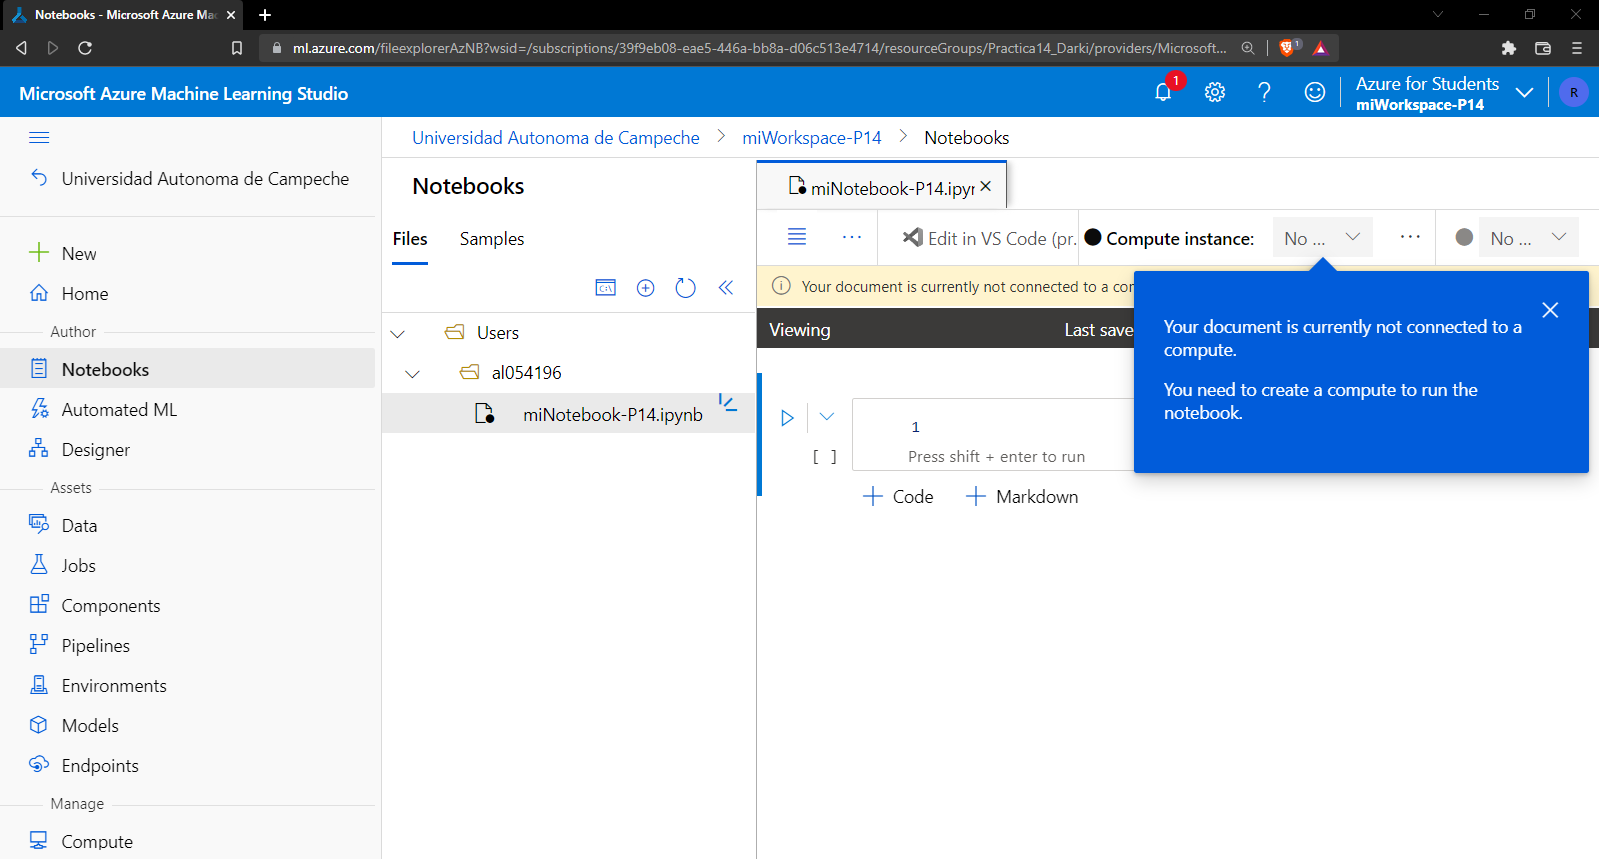 Notebooks - Microsoft Azure Mac
ml.azure.com/fileexplorerAzNB?wsid=/subscriptions/39f9eb08-eae5-446a-bb8a-d06c513e4714/resourceGroups/Practica14_Darki/providers/Microsoft...
1
Microsoft Azure Machine Learning Studio
1
Azure for Students
miWorkspace-P14
R
Universidad Autonoma de Campeche
New
Home
Author
Notebooks
Automated ML
Designer
Assets
Data
Jobs
Components
Pipelines
Environments
Models
Endpoints
Manage
Compute
Universidad Autonoma de Campeche > miWorkspace-P14 > Notebooks
Notebooks
Files Samples
Users
al054196
miNotebook-P14.ipynb
miNotebook-P14.ipyr
... Edit in VS Code (pr. Compute instance: No ... ... No ...
Your document is currently not connected to a cor
Viewing Last save
1
[ ] Press shift + enter to run
Code Markdown
Your document is currently not connected to a
compute.
You need to create a compute to run the
notebook.